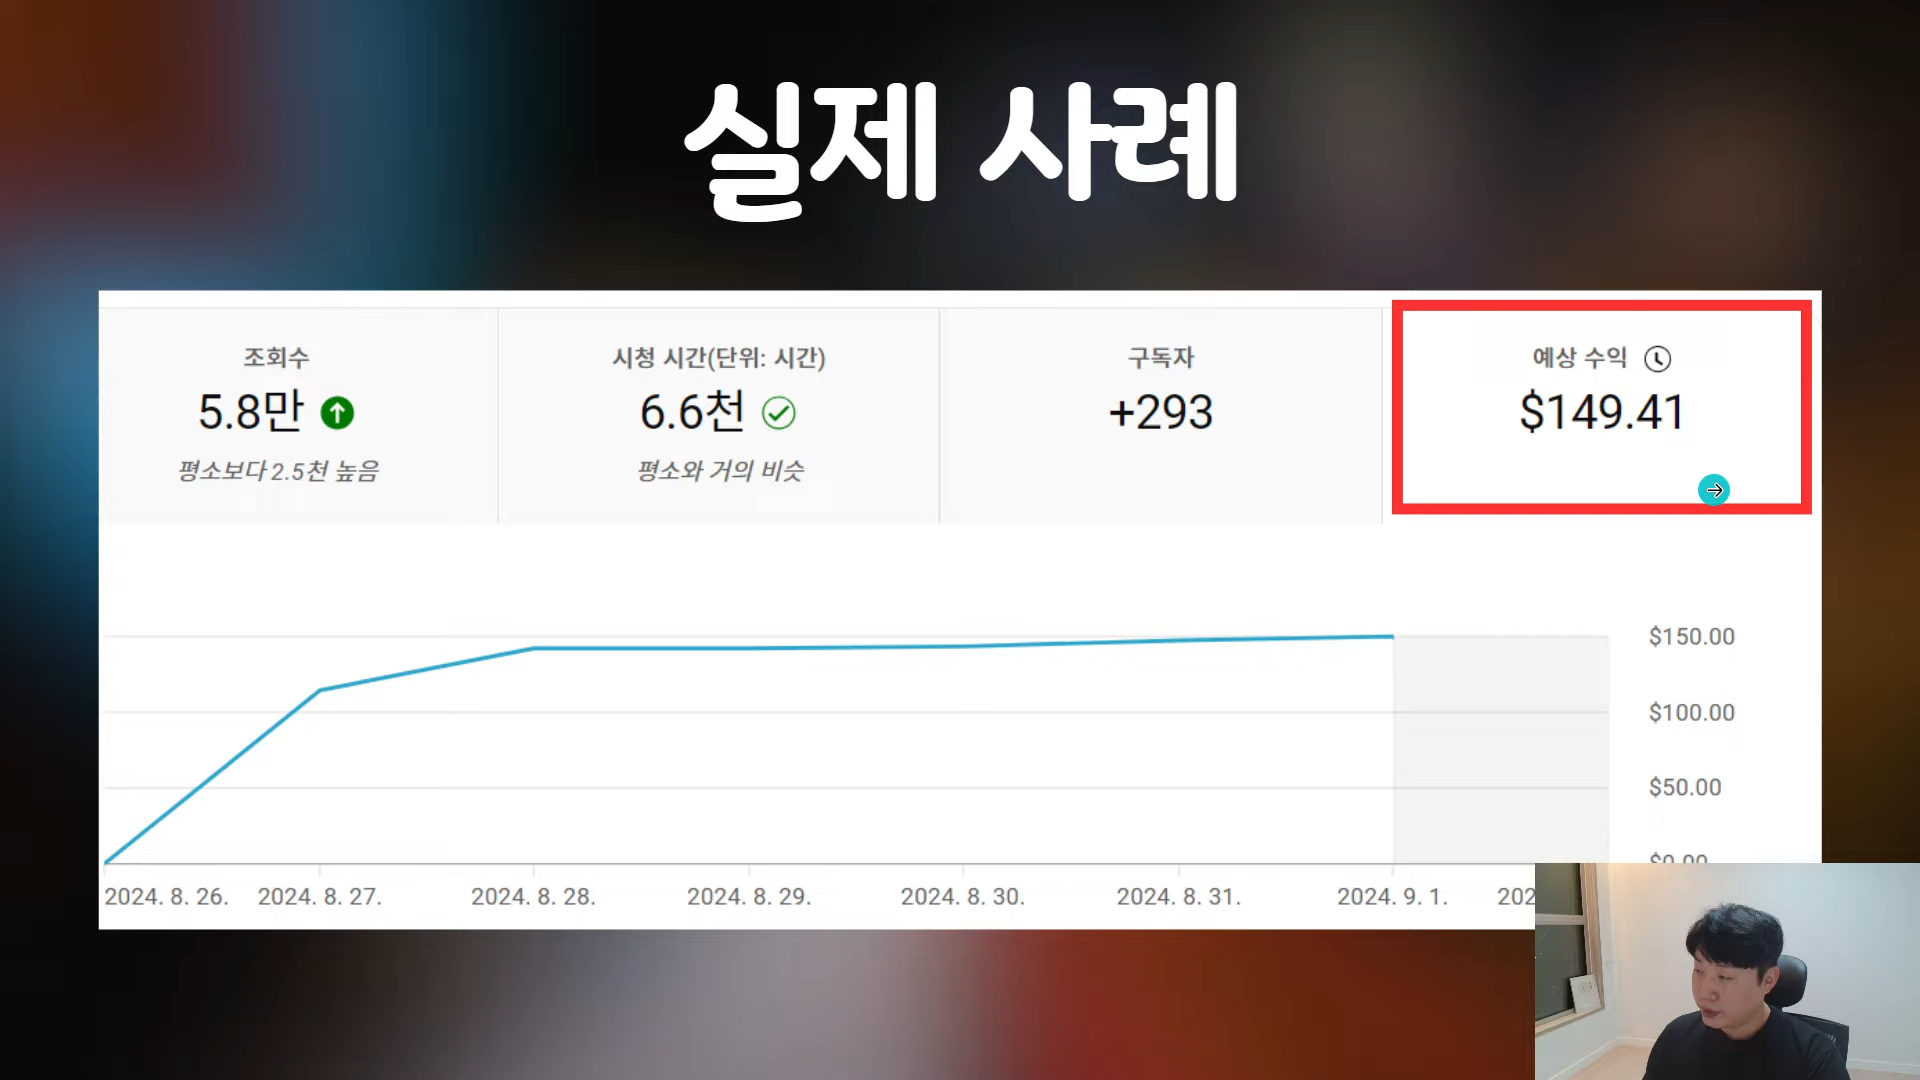 실제 사례
조회수
5.8만
평소보다 2.5천 높음
시청 시간(단위: 시간)
6.6천
평소와 거의 비슷
구독자
+293
예상 수익
$149.41
$150.00
$100.00
$50.00
$0.00
2024. 8. 26. 2024. 8. 27. 2024. 8. 28. 2024. 8. 29. 2024. 8. 30. 2024. 8. 31. 2024. 9. 1. 202